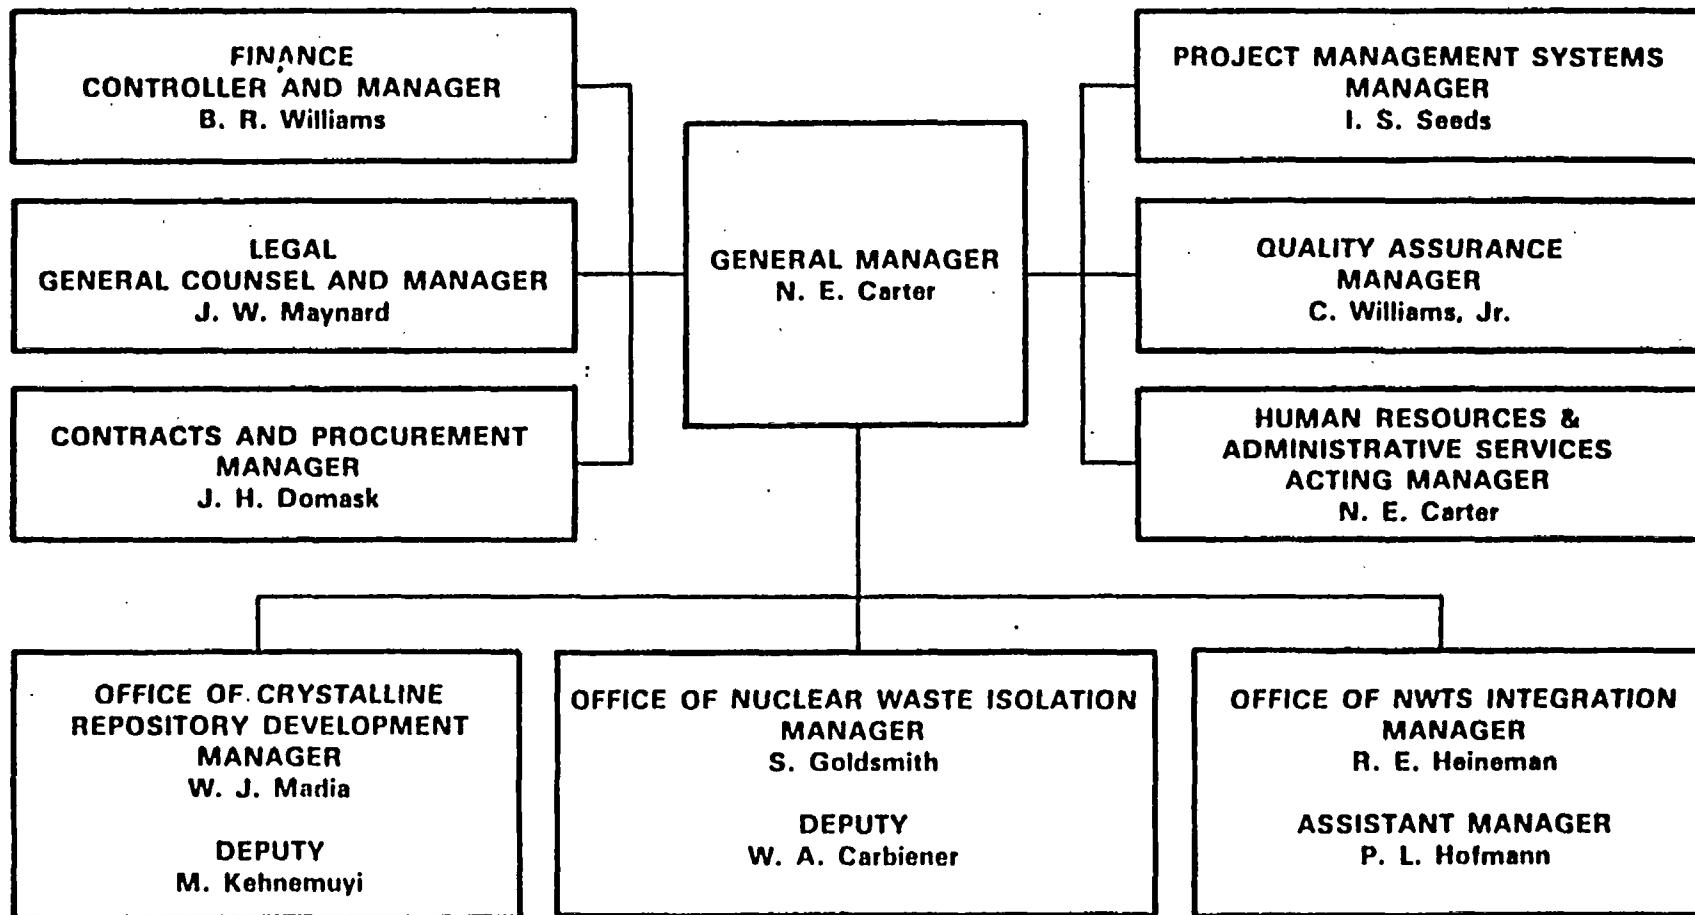 FINANCE
CONTROLLER AND MANAGER
B. R. Williams
LEGAL
GENERAL COUNSEL AND MANAGER
J. W. Maynard
CONTRACTS AND PROCUREMENT
MANAGER
J. H. Domask
GENERAL MANAGER
N. E. Carter
PROJECT MANAGEMENT SYSTEMS
MANAGER
I. S. Seeds
QUALITY ASSURANCE
MANAGER
C. Williams, Jr.
HUMAN RESOURCES &
ADMINISTRATIVE SERVICES
ACTING MANAGER
N. E. Carter
OFFICE OF CRYSTALLINE
REPOSITORY DEVELOPMENT
MANAGER
W. J. Madia
DEPUTY
M. Kehnemuyi
OFFICE OF NUCLEAR WASTE ISOLATION
MANAGER
S. Goldsmith
DEPUTY
W. A. Carbiener
OFFICE OF NWTS INTEGRATION
MANAGER
R. E. Heineman
ASSISTANT MANAGER
P. L. Hofmann